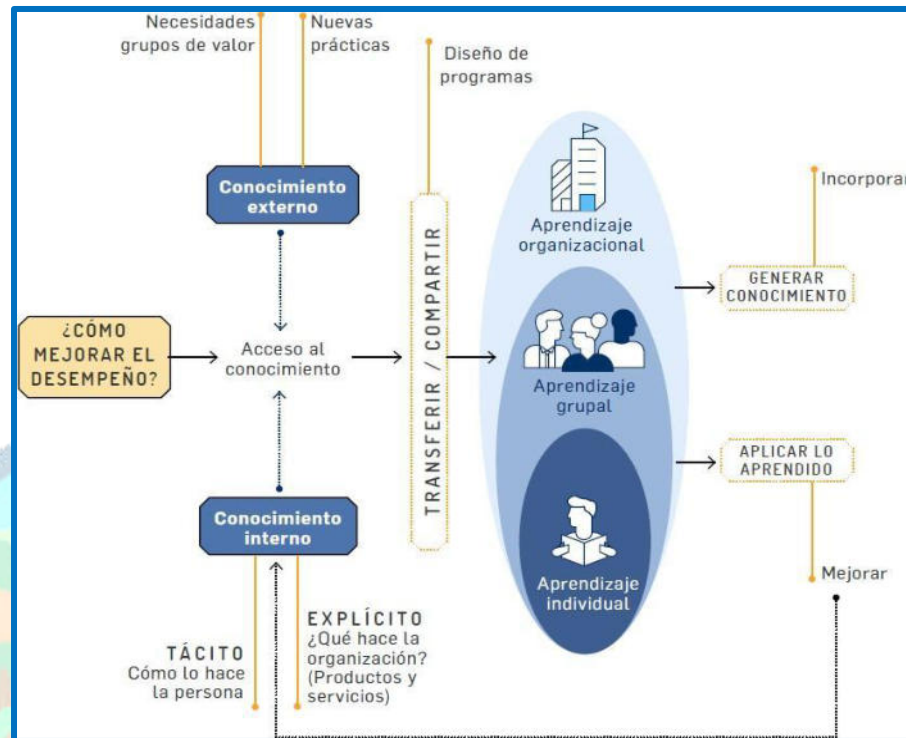 Necesidades
grupos de valor
Nuevas
prácticas
Diseño de
programas
Conocimiento
externo
¿CÓMO
MEJORAR EL
DESEMPEÑO?
Acceso al
conocimiento
TRANSFERIR / COMPARTIR
Aprendizaje
organizacional
Aprendizaje
grupal
Aprendizaje
individual
Incorporar
GENERAR
CONOCIMIENTO
APLICAR LO
APRENDIDO
Mejorar
Conocimiento
interno
TÁCITO
Cómo lo hace
la persona
EXPLÍCITO
¿Qué hace la
organización?
(Productos y
servicios)